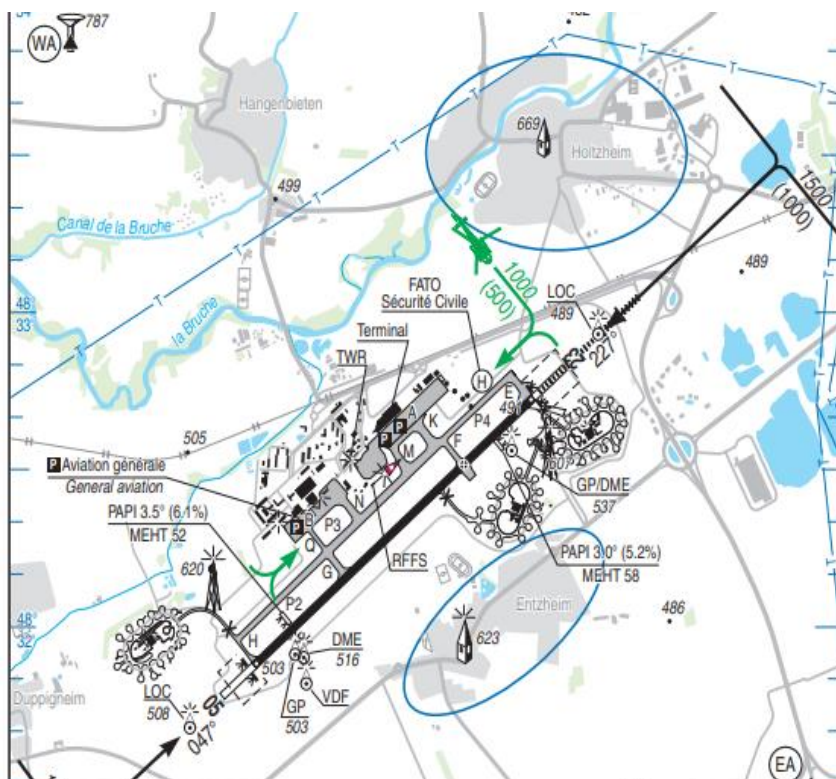 787
WA
482
Hangenbieten
669
Holtzheim
499
1500
(1000)
Canal de la Bruche
1000
(500)
489
FATO
Sécurité Civile
LOC
489
48
33
la Bruche
Terminal
TWR
23
227°
H
E
A
K
P4
49
505
P
P
M
F
607
P Aviation générale
General aviation
I
N
GP/DME
537
PAPI 3.5° (6.1%)
MEHT 52
P
B
P3
Q
RFFS
PAPI 3.0° (5.2%)
MEHT 58
620
G
P2
Entzheim
486
48°
32
H
DME
516
623
503
Duppigheim
LOC
508
05
047°
GP
503
VDF
EA
T
T
T
T
T
T
T
T